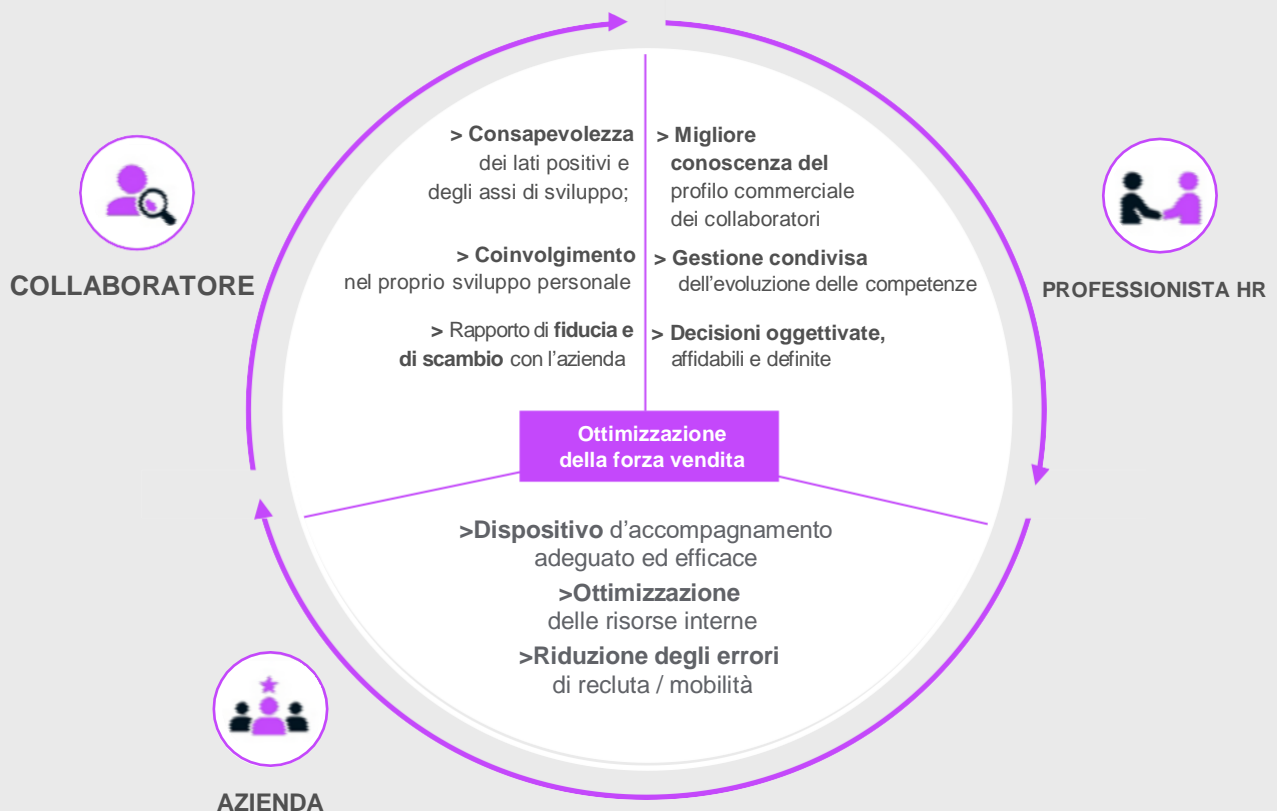 > Consapevolezza
dei lati positivi e
degli assi di sviluppo;
> Coinvolgimento
nel proprio sviluppo personale
> Rapporto di fiducia e
di scambio con l’azienda
> Migliore
conoscenza del
profilo commerciale
dei collaboratori
> Gestione condivisa
dell’evoluzione delle competenze
> Decisioni oggettivate,
affidabili e definite
COLLABORATORE
PROFESSIONISTA HR
Ottimizzazione
della forza vendita
>Dispositivo d’accompagnamento
adeguato ed efficace
>Ottimizzazione
delle risorse interne
>Riduzione degli errori
di recluta / mobilità
AZIENDA